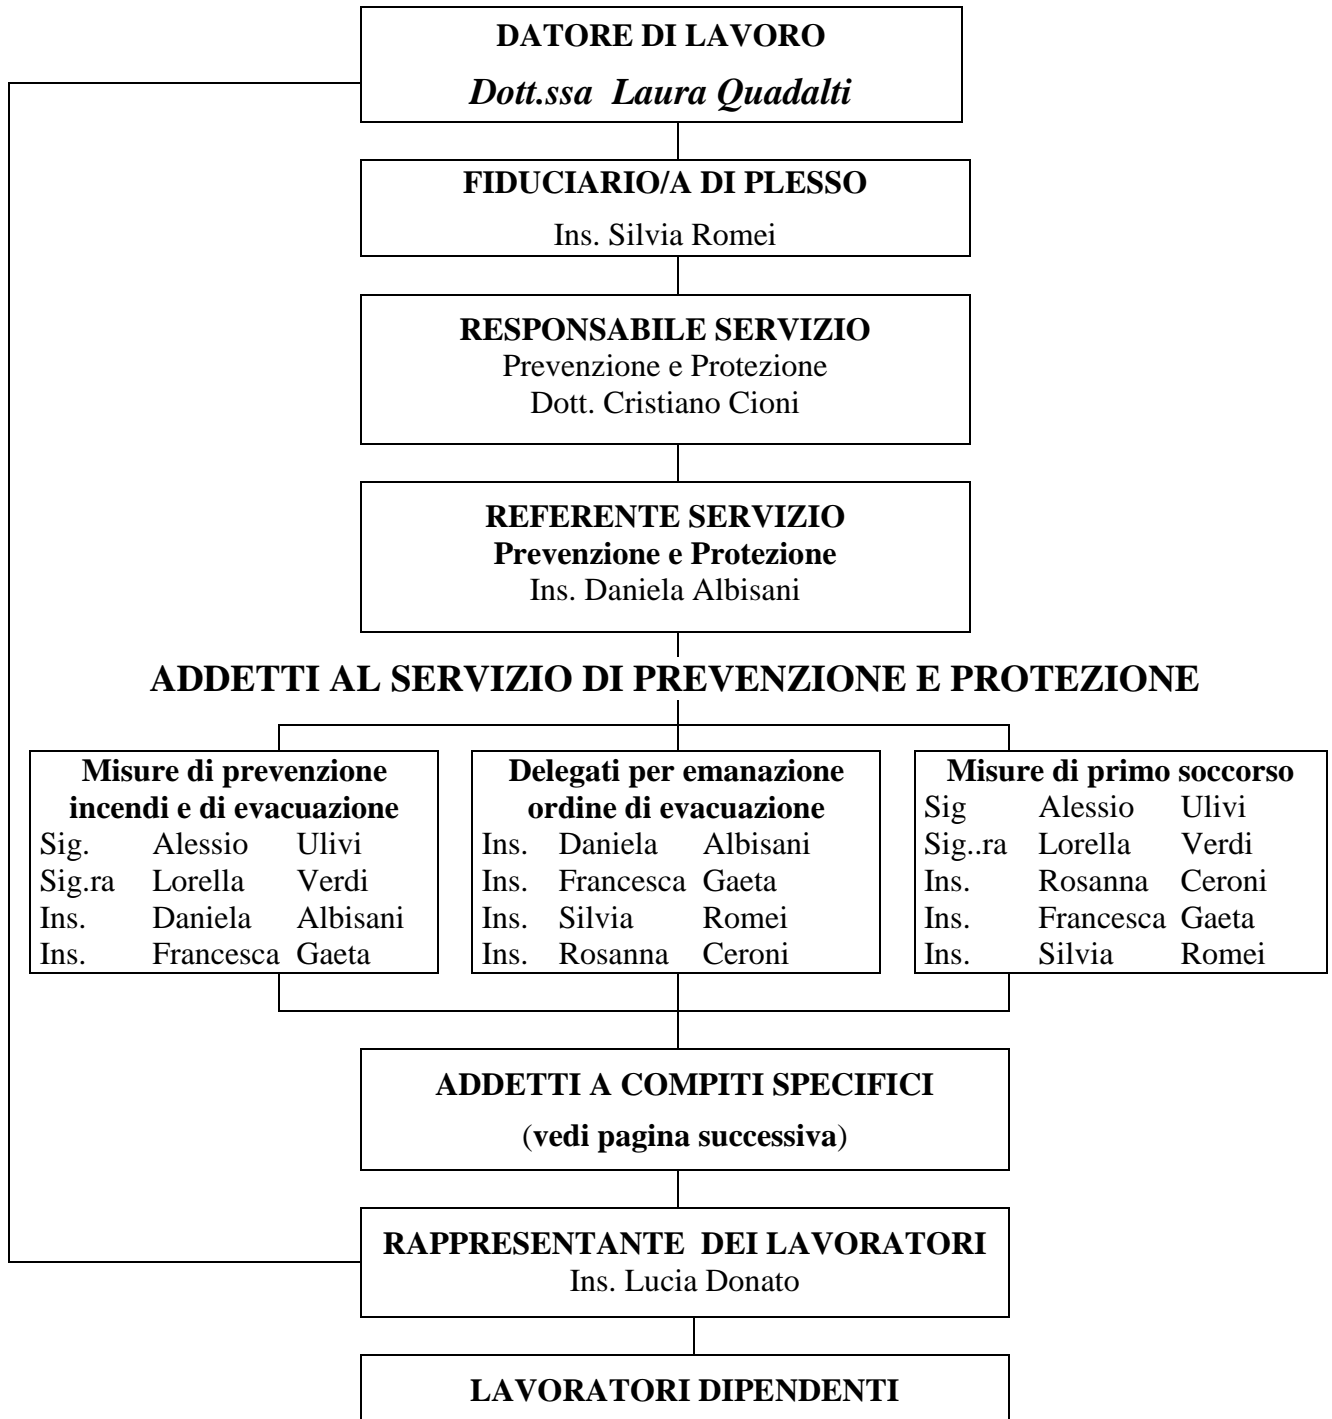 DATORE DI LAVORO
Dott.ssa Laura Quadalti
FIDUCIARIO/A DI PLESSO
Ins. Silvia Romei
RESPONSABILE SERVIZIO
Prevenzione e Protezione
Dott. Cristiano Cioni
REFERENTE SERVIZIO
Prevenzione e Protezione
Ins. Daniela Albisani
ADDETTI AL SERVIZIO DI PREVENZIONE E PROTEZIONE
Misure di prevenzione
incendi e di evacuazione
Sig. Alessio Ulivi
Sig.ra Lorella Verdi
Ins. Daniela Albisani
Ins. Francesca Gaeta
Delegati per emanazione
ordine di evacuazione
Ins. Daniela Albisani
Ins. Francesca Gaeta
Ins. Silvia Romei
Ins. Rosanna Ceroni
Misure di primo soccorso
Sig Alessio Ulivi
Sig..ra Lorella Verdi
Ins. Rosanna Ceroni
Ins. Francesca Gaeta
Ins. Silvia Romei
ADDETTI A COMPITI SPECIFICI
(vedi pagina successiva)
RAPPRESENTANTE DEI LAVORATORI
Ins. Lucia Donato
LAVORATORI DIPENDENTI